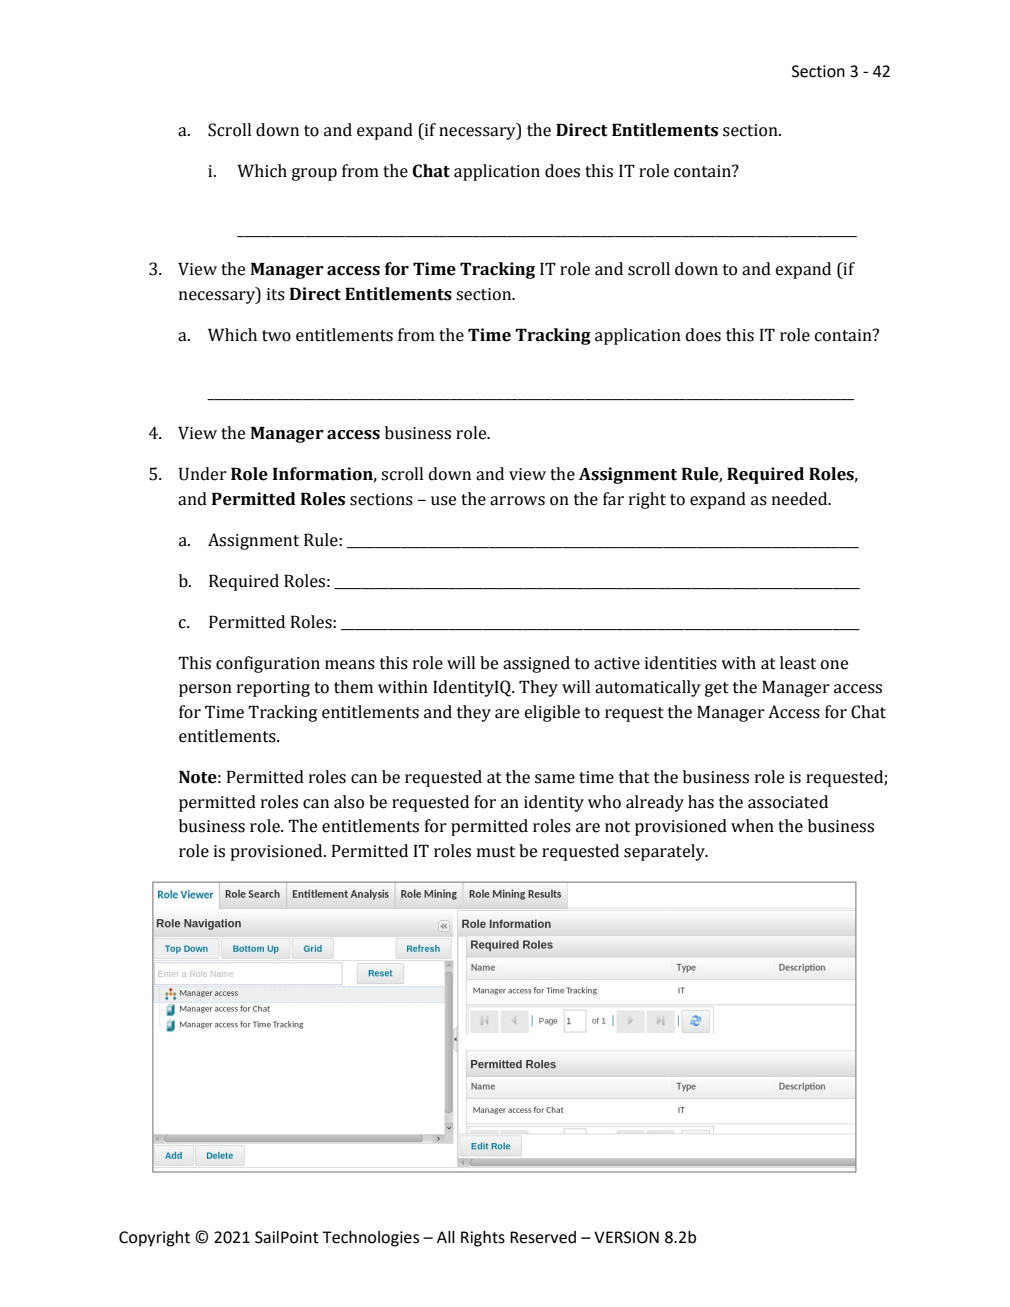 Section 3 - 42
a. Scroll down to and expand (if necessary) the Direct Entitlements section.
i. Which group from the Chat application does this IT role contain?
3. View the Manager access for Time Tracking IT role and scroll down to and expand (if
necessary) its Direct Entitlements section.
a. Which two entitlements from the Time Tracking application does this IT role contain?
4. View the Manager access business role.
5. Under Role Information, scroll down and view the Assignment Rule, Required Roles,
and Permitted Roles sections – use the arrows on the far right to expand as needed.
a. Assignment Rule:
b. Required Roles:
c. Permitted Roles:
This configuration means this role will be assigned to active identities with at least one
person reporting to them within IdentityIQ. They will automatically get the Manager access
for Time Tracking entitlements and they are eligible to request the Manager Access for Chat
entitlements.
Note: Permitted roles can be requested at the same time that the business role is requested;
permitted roles can also be requested for an identity who already has the associated
business role. The entitlements for permitted roles are not provisioned when the business
role is provisioned. Permitted IT roles must be requested separately.
Role Viewer Role Search Entitlement Analysis Role Mining Role Mining Results
Role Navigation
Top Down Bottom Up Grid Refresh
Enter a Role Name Reset
Manager access
Manager access for Chat
Manager access for Time Tracking
Add Delete
Role Information
Required Roles
Name Type Description
Manager access for Time Tracking IT
Page 1 of 1
Permitted Roles
Name Type Description
Manager access for Chat IT
Edit Role
Copyright © 2021 SailPoint Technologies – All Rights Reserved – VERSION 8.2b